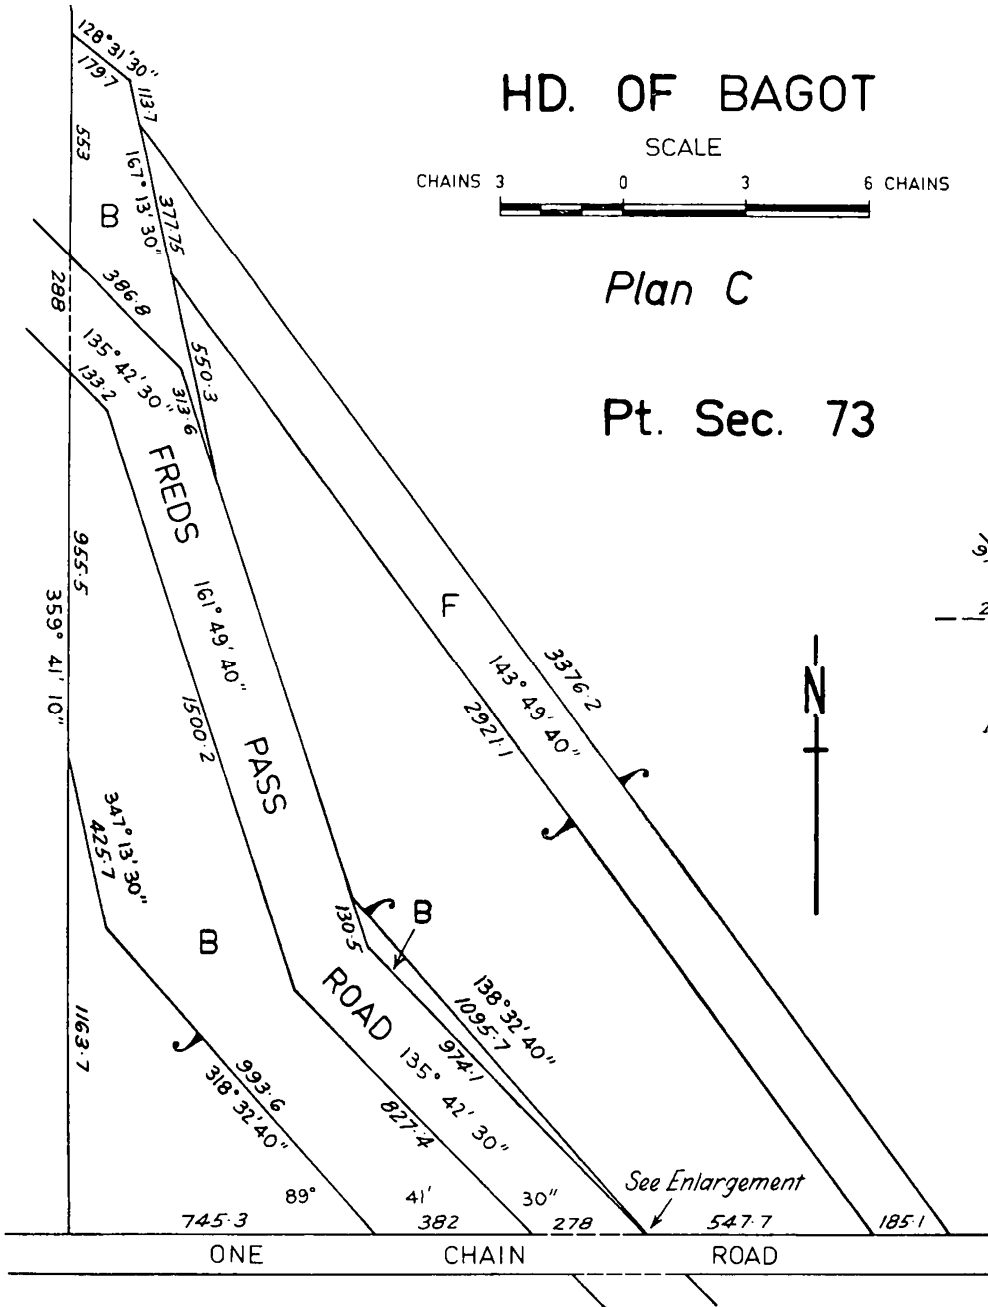 128° 31' 30"
179.7
113.7
HD. OF BAGOT
SCALE
CHAINS 3 0 3 6 CHAINS
553
167° 13' 30"
377.75
B
Plan C
288
386.8
550.3
135° 42' 30"
133.2
313.6
Pt. Sec. 73
FREDS
955.5
359° 41' 10"
161° 49' 40"
F
3376.2
143° 49' 40"
2921.1
N
1500.2
PASS
347° 13' 30"
425.7
B
130.5
B
ROAD
138° 32' 40"
1095.7
974.1
135° 42' 30"
1163.7
993.6
318° 32' 40"
827.4
See Enlargement
89° 41' 30"
745.3 382 278 547.7 185.1
ONE CHAIN ROAD